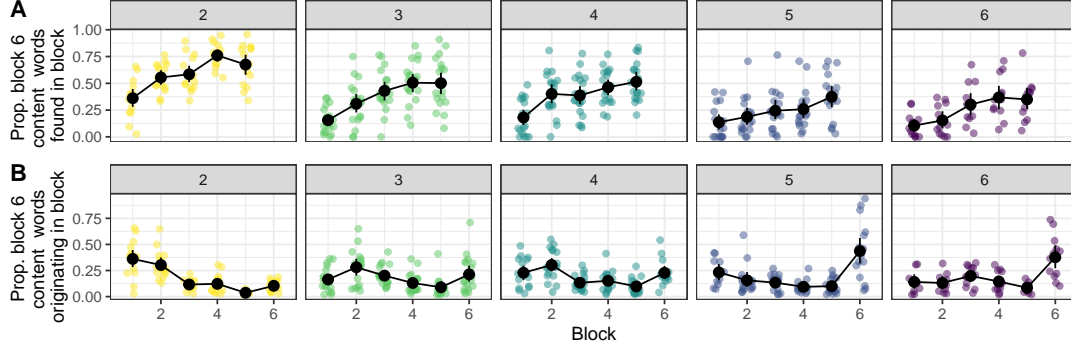 A
2 3 4 5 6
Prop. block 6
content words
found in block
1.00
0.75
0.50
0.25
0.00
B
2 3 4 5 6
Prop. block 6
content words
originating in block
0.75
0.50
0.25
0.00
2 4 6 2 4 6 2 4 6 2 4 6 2 4 6
Block